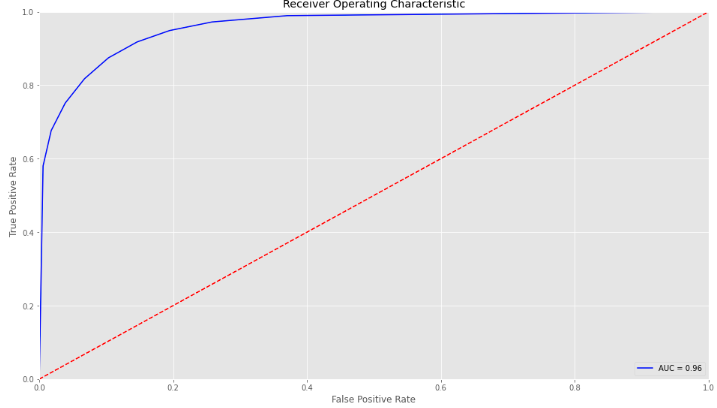 Receiver Operating Characteristic
1.0
0.8
0.6
0.4
0.2
0.0
True Positive Rate
0.0 0.2 0.4 0.6 0.8 1.0
False Positive Rate
AUC = 0.96